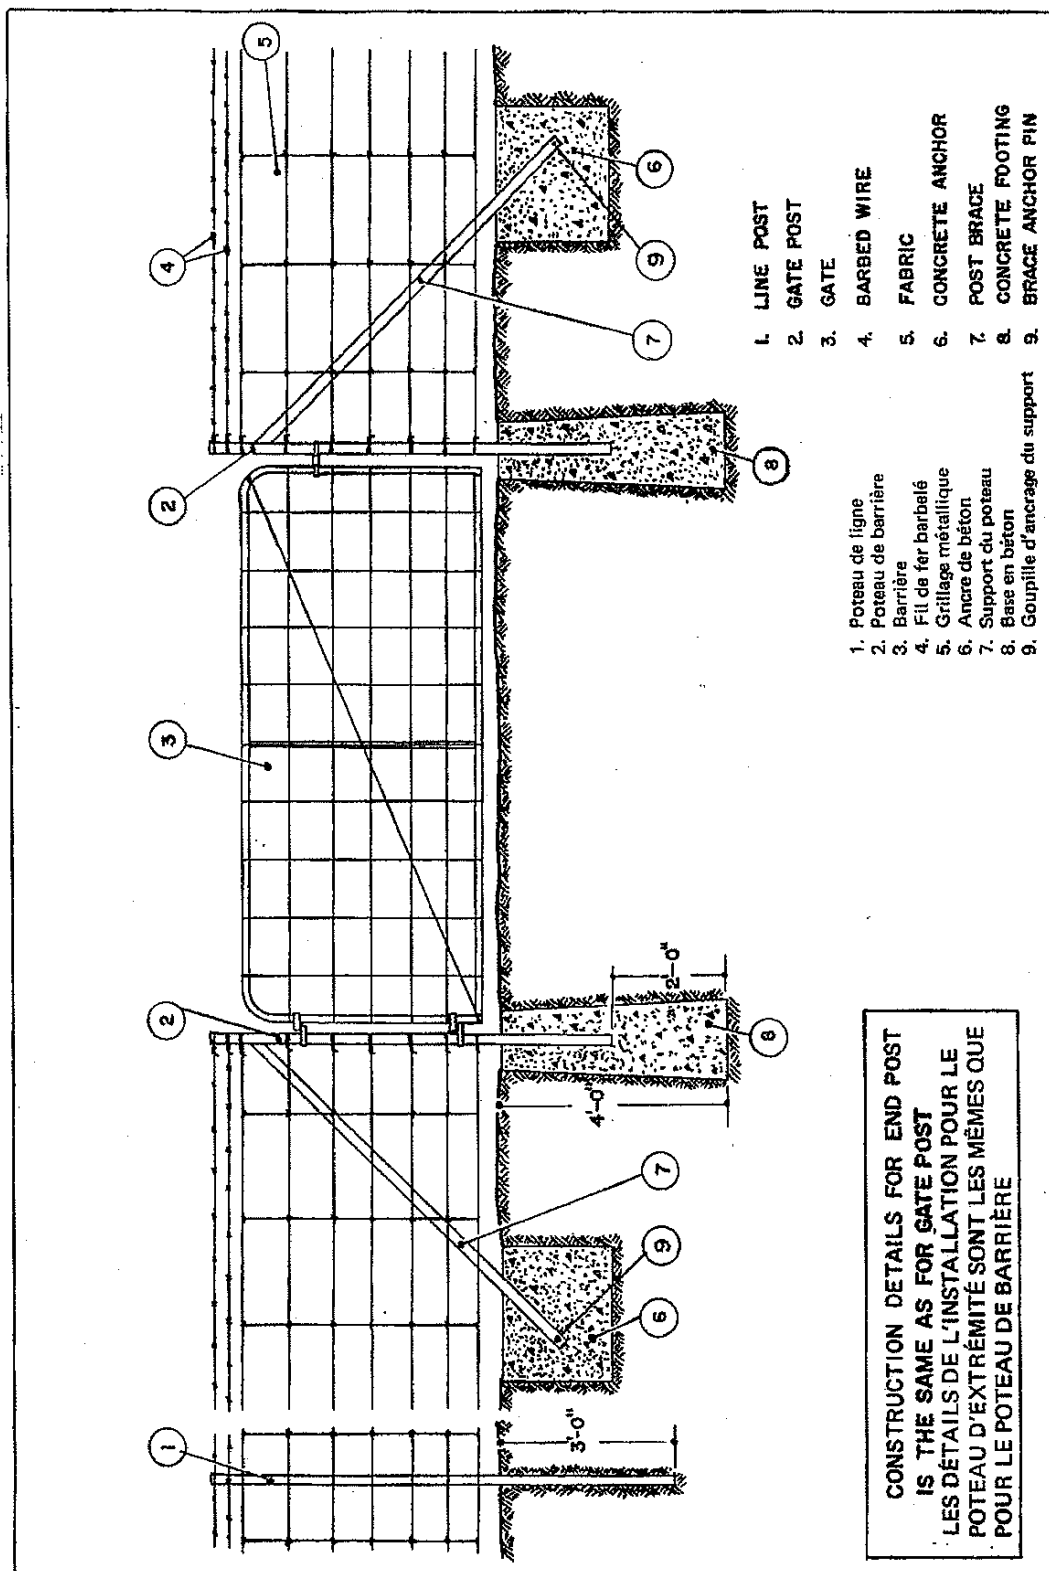 4
5
2
3
2
1
6
9
7
8
2'-0"
4'-0"
8
7
9
6
3'-0"
1. LINE POST
2. GATE POST
3. GATE
4. BARBED WIRE
5. FABRIC
6. CONCRETE ANCHOR
7. POST BRACE
8. CONCRETE FOOTING
9. BRACE ANCHOR PIN
1. Poteau de ligne
2. Poteau de barrière
3. Barrière
4. Fil de fer barbelé
5. Grillage métallique
6. Ancre de béton
7. Support du poteau
8. Base en béton
9. Goupille d'ancrage du support
CONSTRUCTION DETAILS FOR END POST
IS THE SAME AS FOR GATE POST
LES DÉTAILS DE L'INSTALLATION POUR LE
POTEAU D'EXTRÉMITÉ SONT LES MÊMES QUE
POUR LE POTEAU DE BARRIÈRE